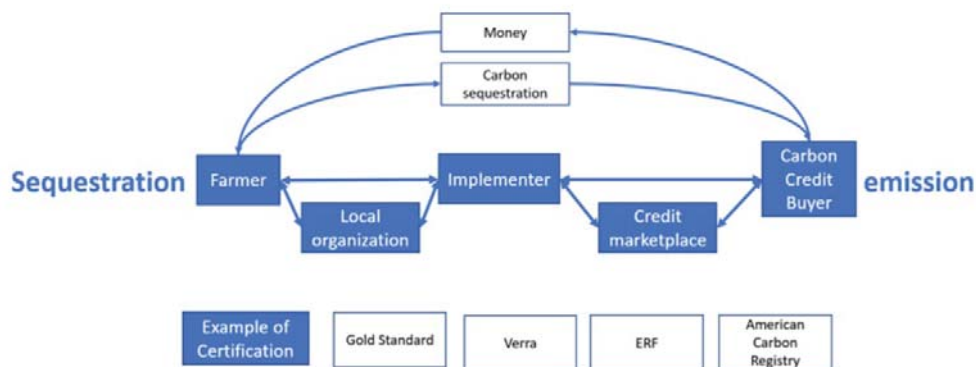 Money
Carbon
sequestration
Sequestration
Farmer
Implementer
Carbon
Credit
Buyer
emission
Local
organization
Credit
marketplace
Example of
Certification
Gold Standard
Verra
ERF
American
Carbon
Registry